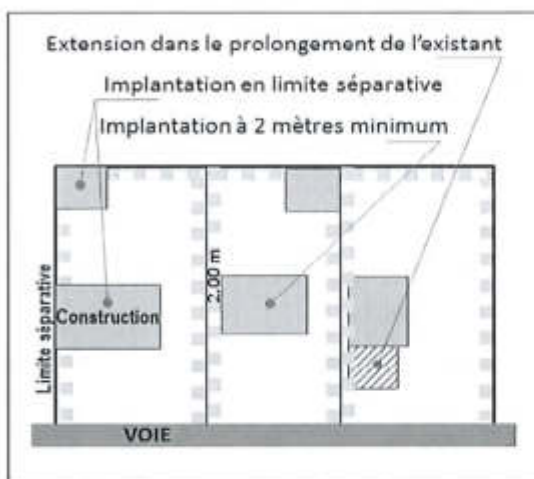 Extension dans le prolongement de l'existant
Implantation en limite séparative
Implantation à 2 mètres minimum
Limite séparative
Construction
2.00 m
VOIE